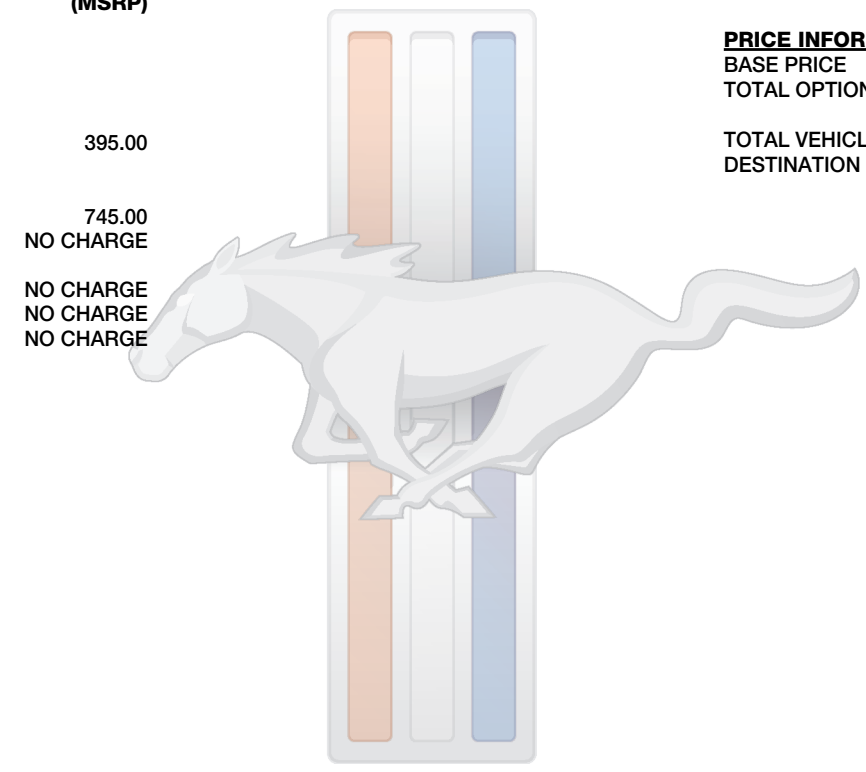 (MSRP)
395.00
745.00
NO CHARGE
NO CHARGE
NO CHARGE
NO CHARGE
PRICE INFOR
BASE PRICE
TOTAL OPTION
TOTAL VEHICL
DESTINATION